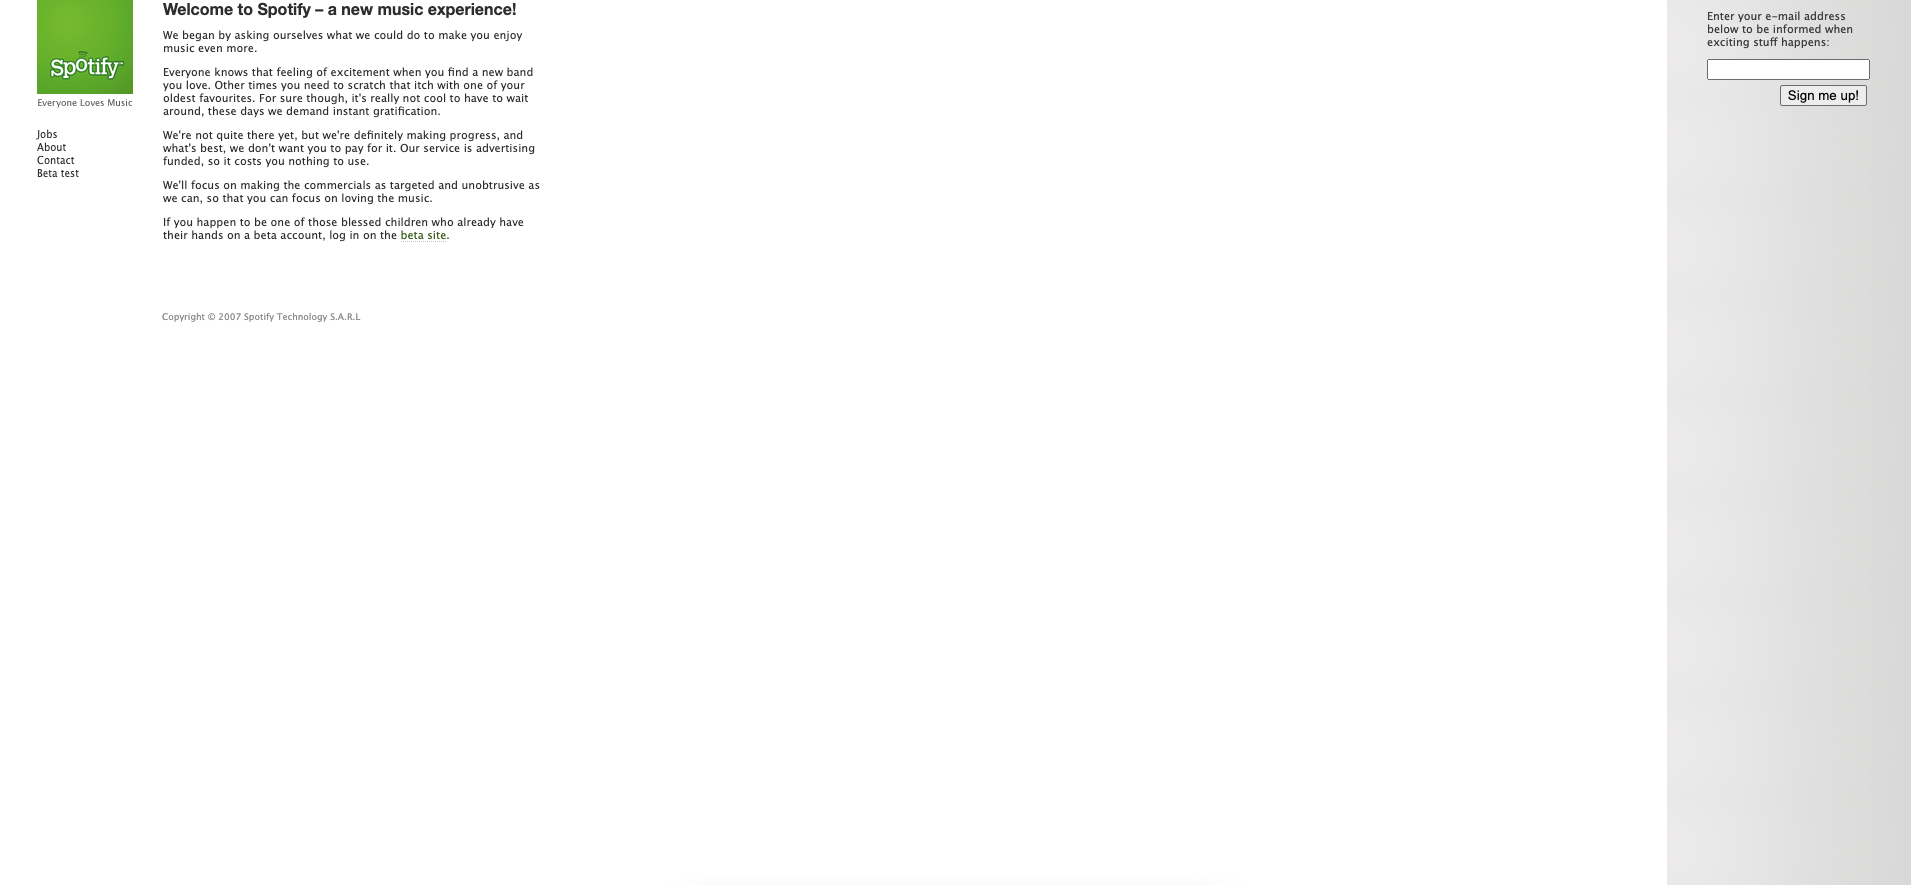 Spotify™
Everyone Loves Music
Jobs
About
Contact
Beta test
Welcome to Spotify – a new music experience!
We began by asking ourselves what we could do to make you enjoy
music even more.
Everyone knows that feeling of excitement when you find a new band
you love. Other times you need to scratch that itch with one of your
oldest favourites. For sure though, it's really not cool to have to wait
around, these days we demand instant gratification.
We're not quite there yet, but we're definitely making progress, and
what's best, we don't want you to pay for it. Our service is advertising
funded, so it costs you nothing to use.
We'll focus on making the commercials as targeted and unobtrusive as
we can, so that you can focus on loving the music.
If you happen to be one of those blessed children who already have
their hands on a beta account, log in on the beta site.
Copyright © 2007 Spotify Technology S.A.R.L
Enter your e-mail address
below to be informed when
exciting stuff happens:
Sign me up!